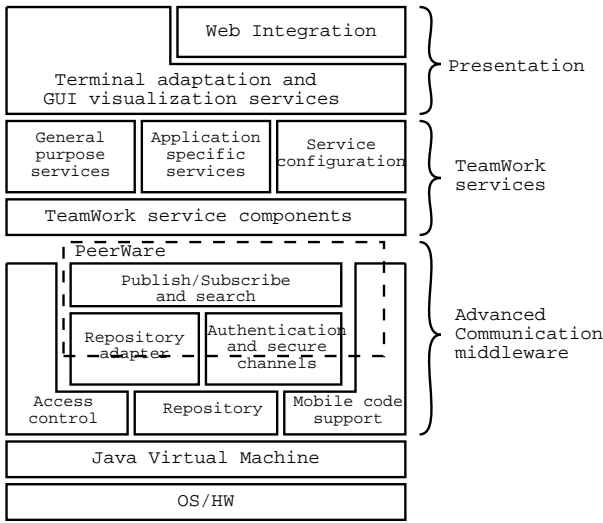 Web Integration
Terminal adaptation and
GUI visualization services
Presentation
General
purpose
services
Application
specific
services
Service
configuration
TeamWork
services
TeamWork service components
PeerWare
Publish/Subscribe
and search
Repository
adapter
Authentication
and secure
channels
Advanced
Communication
middleware
Access
control
Repository
Mobile code
support
Java Virtual Machine
OS/HW